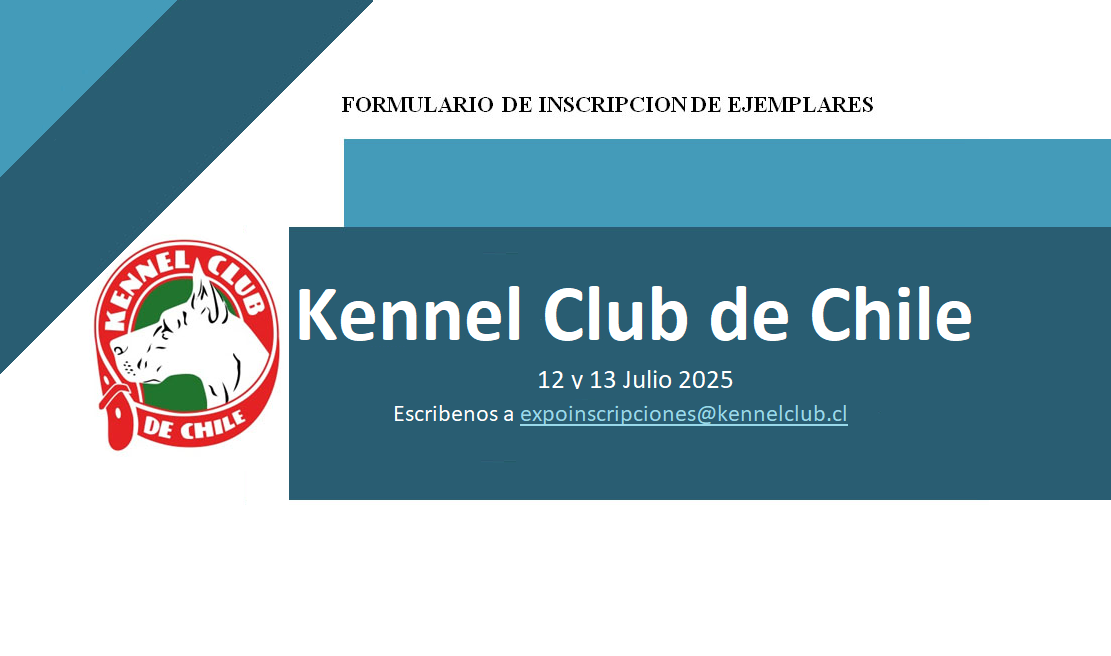 FORMULARIO DE INSCRIPCION DE EJEMPLARES
KENNEL CLUB
DE CHILE
Kennel Club de Chile
12 y 13 Julio 2025
Escribenos a expoinscripciones@kennelclub.cl